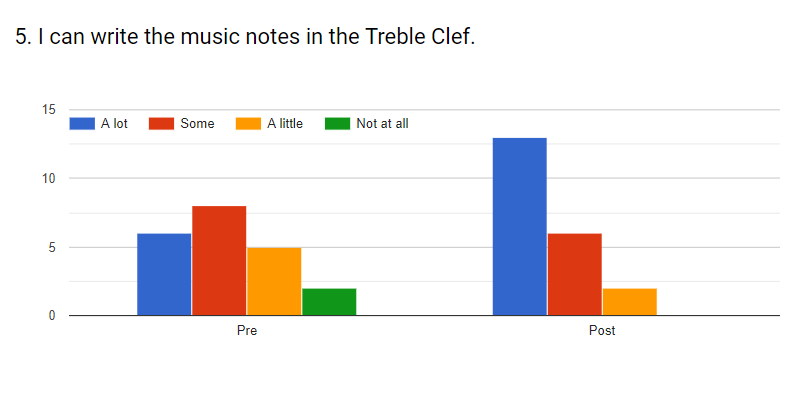 5. I can write the music notes in the Treble Clef.
15
A lot Some A little Not at all
10
5
0
Pre Post